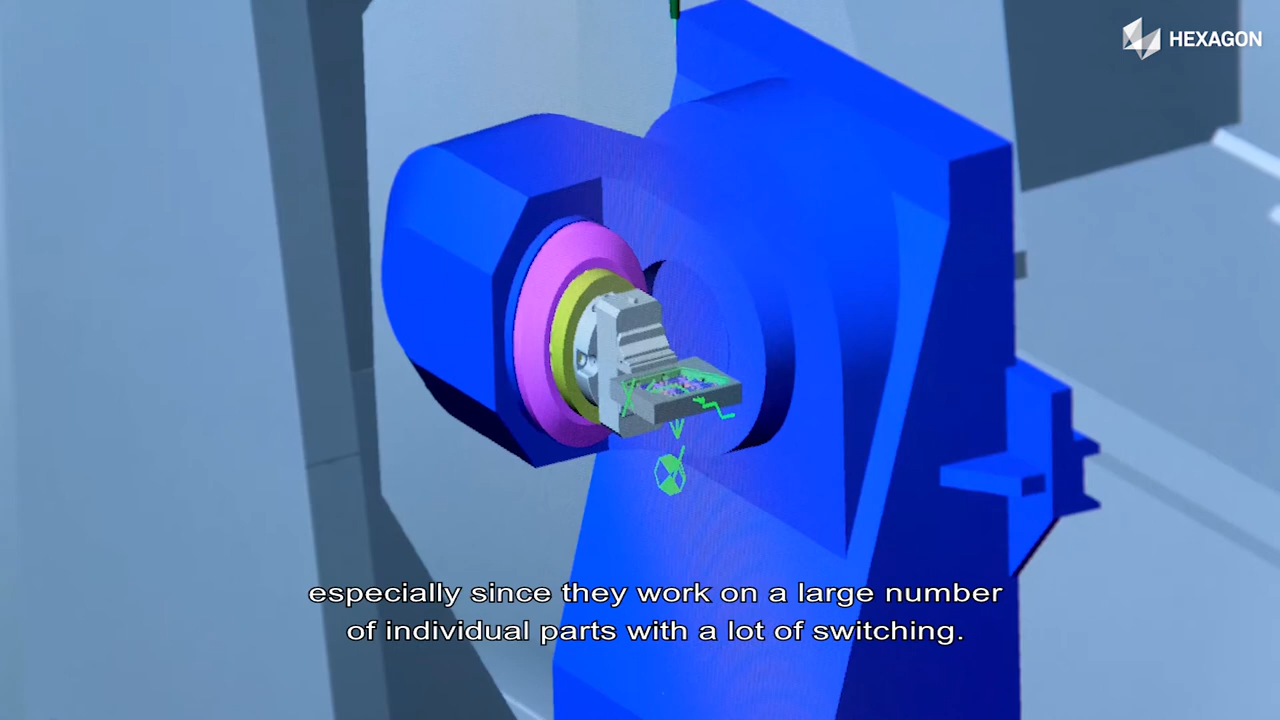 HEXAGON
especially since they work on a large number
of individual parts with a lot of switching.